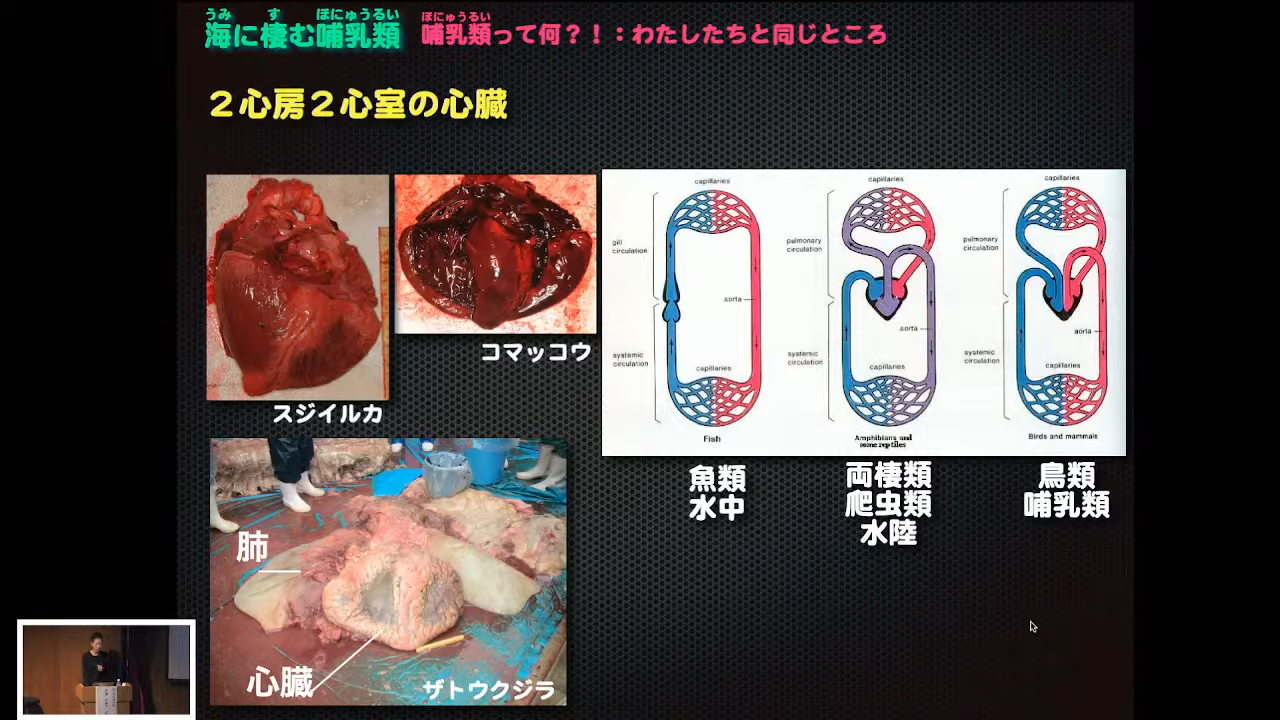 うみ す ほにゅうるい ほにゅうるい
海に棲む哺乳類 哺乳類って何？！：わたしたちと同じところ
２心房２心室の心臓
スジイルカ
コマッコウ
肺
心臓
ザトウクジラ
capillaries
gill
circulation
aorta
systemic
circulation
capillaries
Fish
capillaries
pulmonary
circulation
aorta
systemic
circulation
capillaries
Amphibians and
some reptiles
capillaries
pulmonary
circulation
aorta
systemic
circulation
capillaries
Birds and mammals
魚類
水中
両棲類
爬虫類
水陸
鳥類
哺乳類